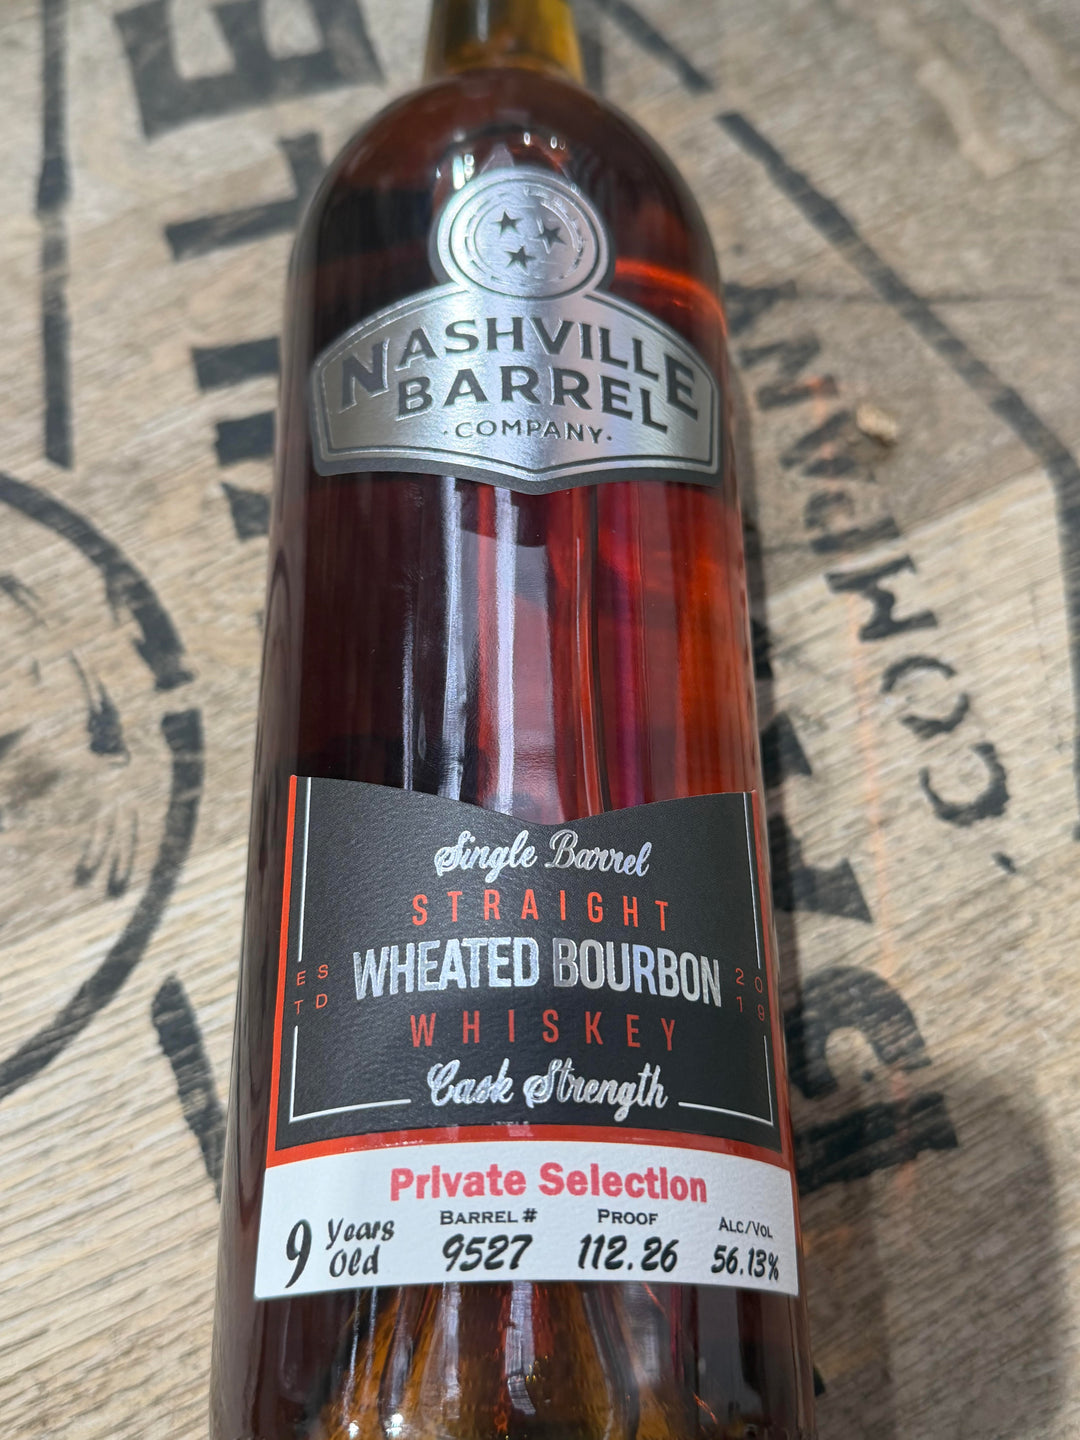 NASHVILLE
BARREL
·COMPANY·
Single Barrel
STRAIGHT
WHEATED BOURBON
ES
TD
20
19
WHISKEY
Cask Strength
Private Selection
9 Years Old
BARREL #
9527
PROOF
112.26
ALC/VOL
56.13%
.COM